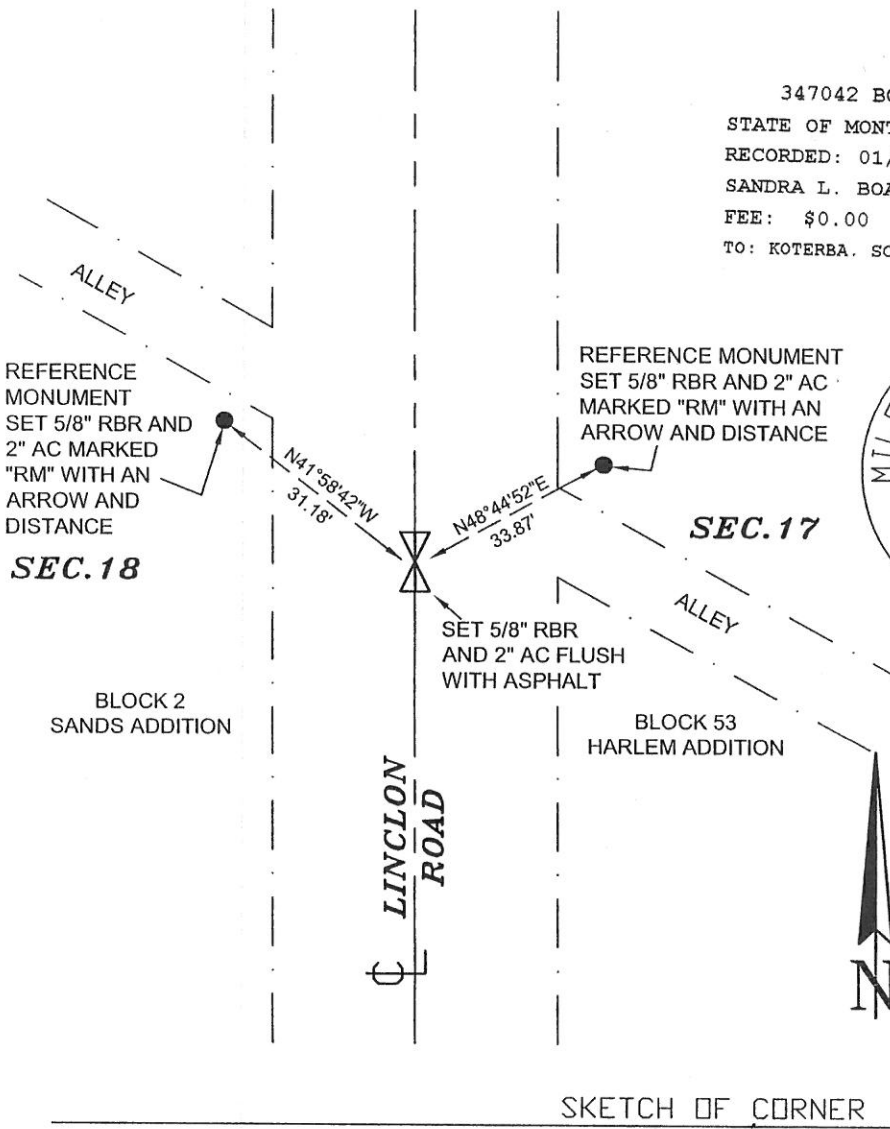 347042 BO
STATE OF MONT
RECORDED: 01/
SANDRA L. BOA
FEE: $0.00
TO: KOTERBA. SC
ALLEY
REFERENCE
MONUMENT
SET 5/8" RBR AND
2" AC MARKED
"RM" WITH AN
ARROW AND
DISTANCE
REFERENCE MONUMENT
SET 5/8" RBR AND 2" AC
MARKED "RM" WITH AN
ARROW AND DISTANCE
N41°58'42"W
31.18'
N48°44'52"E
33.87'
SEC.18
SEC.17
ALLEY
SET 5/8" RBR
AND 2" AC FLUSH
WITH ASPHALT
BLOCK 2
SANDS ADDITION
BLOCK 53
HARLEM ADDITION
LINCLON
ROAD
N
SKETCH OF CORNER